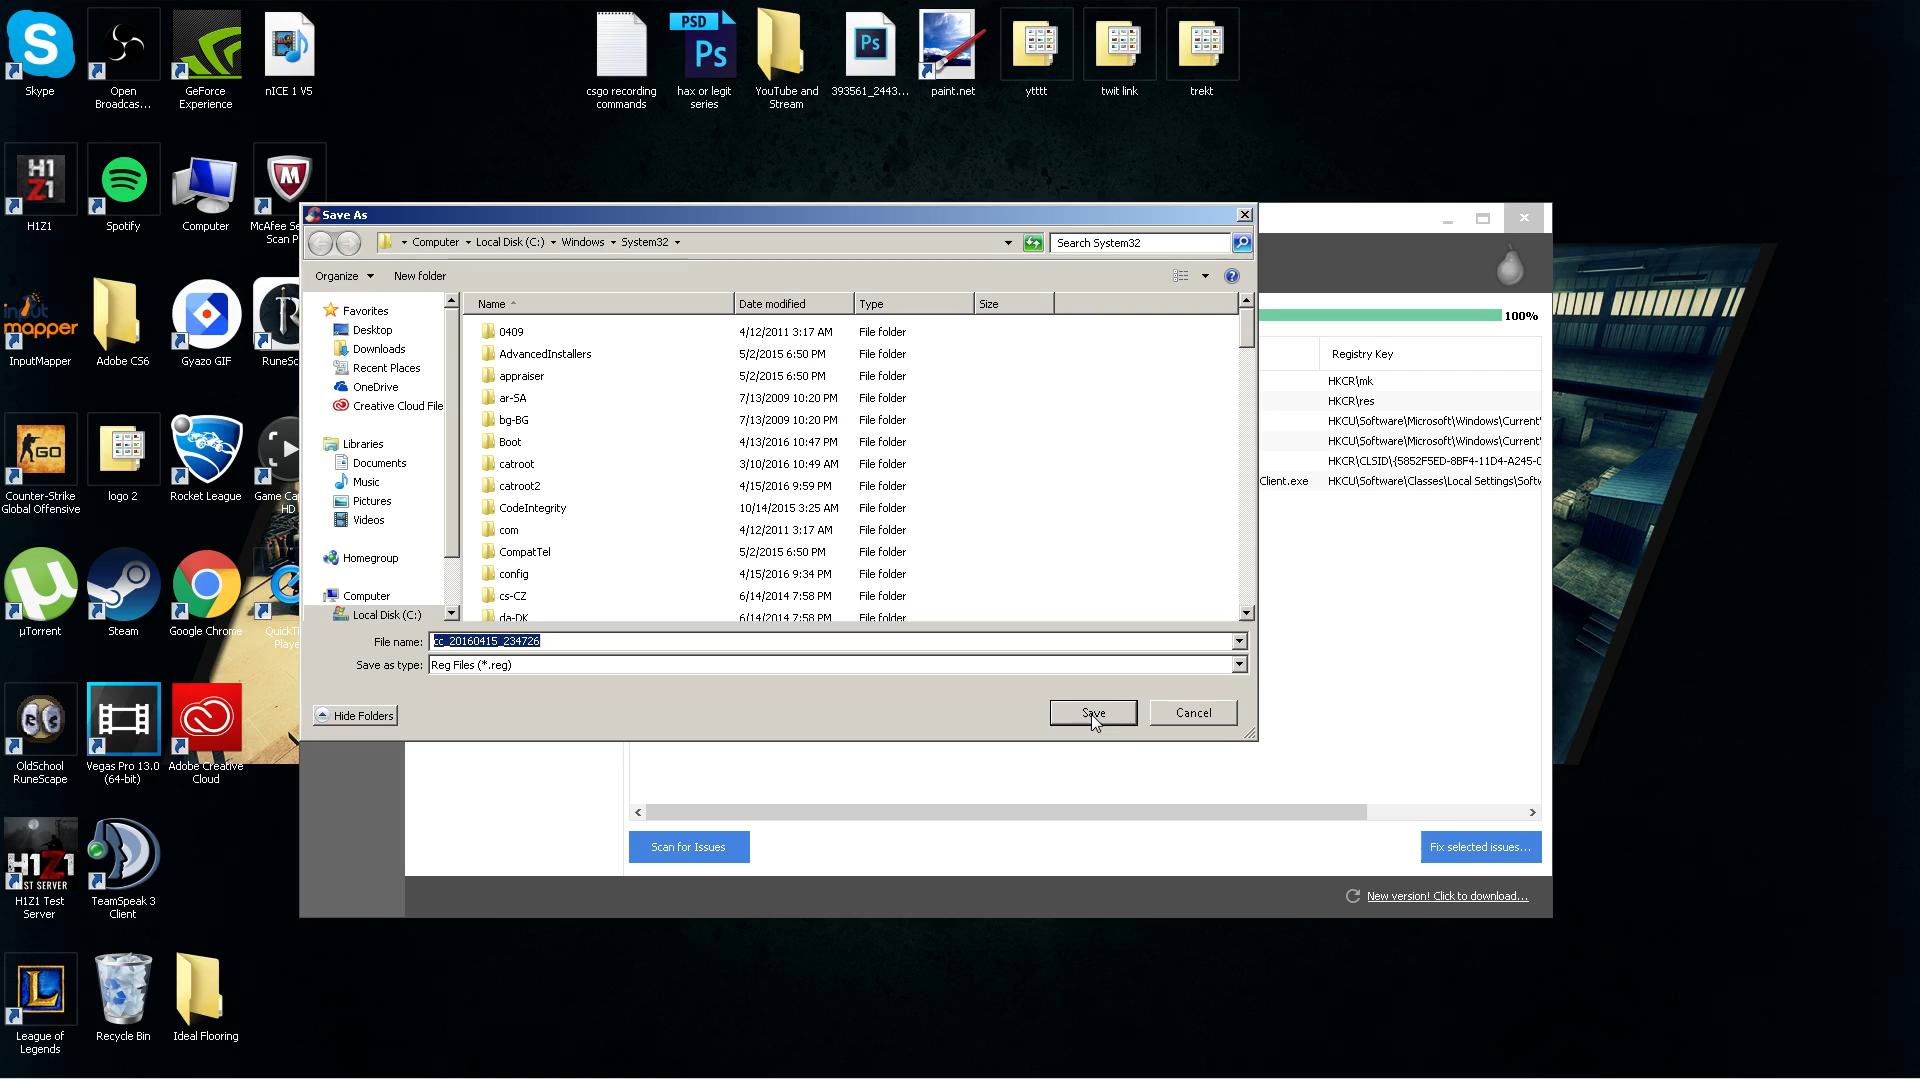 Skype
Open
Broadcas...
GeForce
Experience
nICE 1 V5
csgo recording
commands
PSD
Ps
hax or legit
series
YouTube and
Stream
Ps
393561_2443...
paint.net
ytttt
twit link
trekt
H1Z1
Spotify
Computer
McAfee Se
Scan P
InputMapper
Adobe CS6
Gyazo GIF
RuneSc
Counter-Strike
Global Offensive
logo 2
Rocket League
Game Ca
HD
µTorrent
Steam
Google Chrome
QuickTi
Playe
OldSchool
RuneScape
Vegas Pro 13.0
(64-bit)
Adobe Creative
Cloud
H1Z1 Test
Server
TeamSpeak 3
Client
League of
Legends
Recycle Bin
Ideal Flooring
Save As
Computer
Local Disk (C:)
Windows
System32
Search System32
Organize
New folder
Favorites
Desktop
Downloads
Recent Places
OneDrive
Creative Cloud File
Libraries
Documents
Music
Pictures
Videos
Homegroup
Computer
Local Disk (C:)
Name Date modified Type Size
0409 4/12/2011 3:17 AM File folder
AdvancedInstallers 5/2/2015 6:50 PM File folder
appraiser 5/2/2015 6:50 PM File folder
ar-SA 7/13/2009 10:20 PM File folder
bg-BG 7/13/2009 10:20 PM File folder
Boot 4/13/2016 10:47 PM File folder
catroot 3/10/2016 10:49 AM File folder
catroot2 4/15/2016 9:59 PM File folder
CodeIntegrity 10/14/2015 3:25 AM File folder
com 4/12/2011 3:17 AM File folder
CompatTel 5/2/2015 6:50 PM File folder
config 4/15/2016 9:34 PM File folder
cs-CZ 6/14/2014 7:58 PM File folder
da-DK 6/14/2014 7:58 PM File folder
File name: cc_20160415_234726
Save as type: Reg Files (*.reg)
Hide Folders
Save
Cancel
100%
Registry Key
HKCR\mk
HKCR\res
HKCU\Software\Microsoft\Windows\Current
HKCU\Software\Microsoft\Windows\Current
HKCR\CLSID\{5852F5ED-8BF4-11D4-A245-0
Client.exe HKCU\Software\Classes\Local Settings\Softw
Scan for Issues
Fix selected issues...
New version! Click to download...